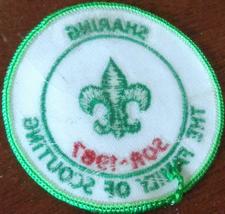 SHARING
SOR-1987
THE FAMILY OF SCOUTING